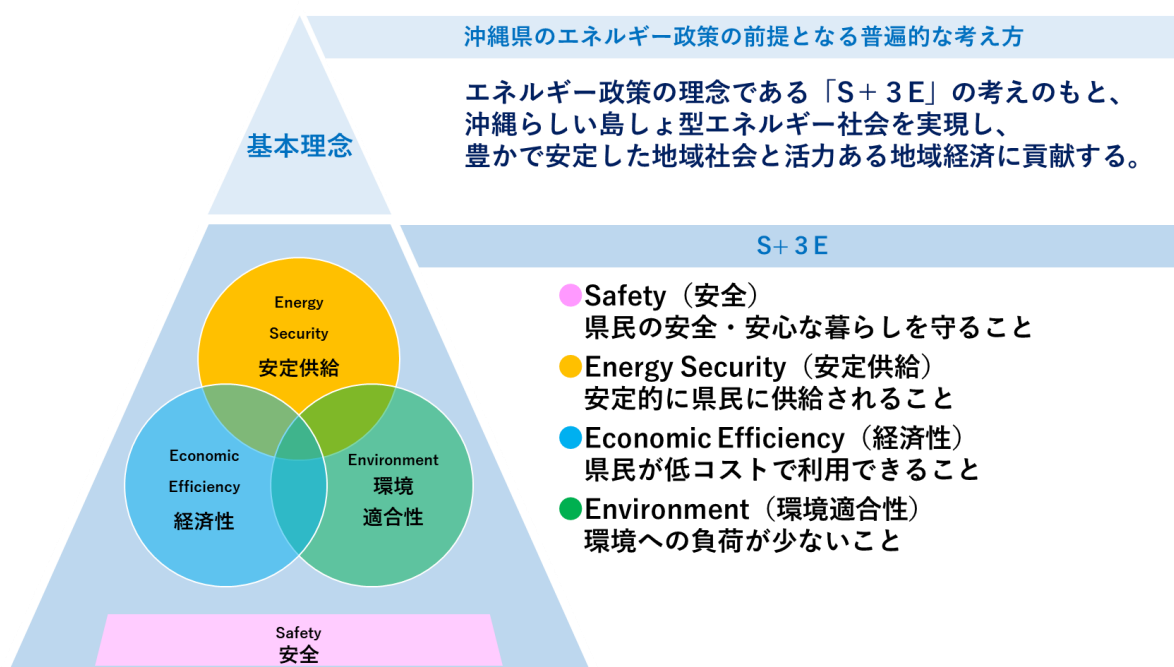 沖縄県のエネルギー政策の前提となる普遍的な考え方
エネルギー政策の理念である「S＋３E」の考えのもと、
沖縄らしい島しょ型エネルギー社会を実現し、
豊かで安定した地域社会と活力ある地域経済に貢献する。
基本理念
S+３E
Energy
Security
安定供給
Economic
Efficiency
経済性
Environment
環境
適合性
Safety
安全
●Safety（安全）
県民の安全・安心な暮らしを守ること
●Energy Security（安定供給）
安定的に県民に供給されること
●Economic Efficiency（経済性）
県民が低コストで利用できること
●Environment（環境適合性）
環境への負荷が少ないこと